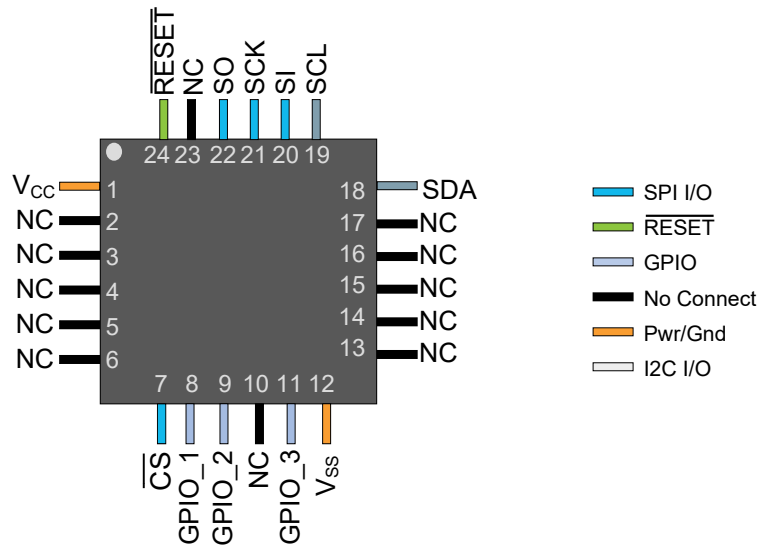 RESET
NC
SO
SCK
SI
SCL
24 23 22 21 20 19
V_CC 1
NC 2
NC 3
NC 4
NC 5
NC 6
18 SDA
17 NC
16 NC
15 NC
14 NC
13 NC
7 8 9 10 11 12
CS
GPIO_1
GPIO_2
NC
GPIO_3
V_SS
SPI I/O
RESET
GPIO
No Connect
Pwr/Gnd
I2C I/O